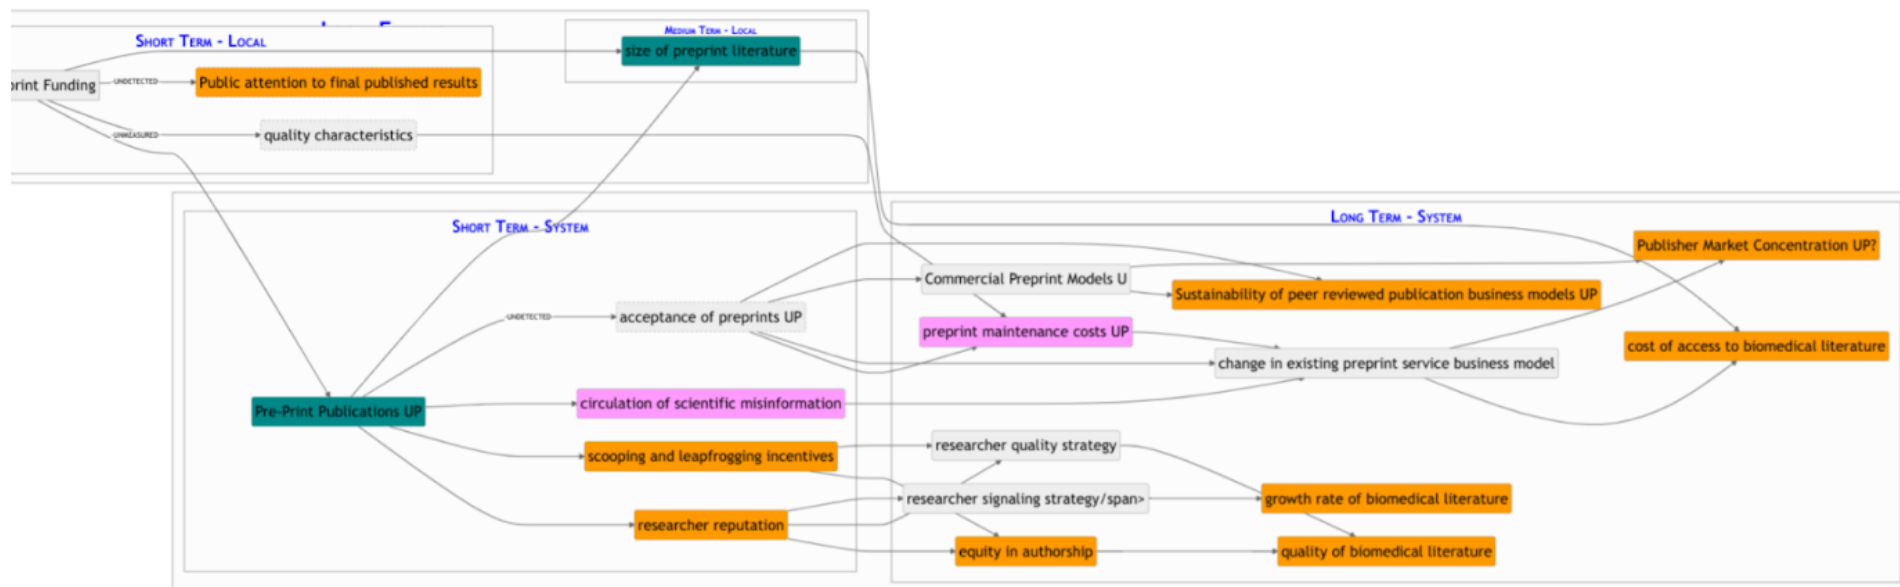 SHORT TERM - LOCAL
MEDIUM TERM - LOCAL
size of preprint literature
print Funding
UNDETECTED
Public attention to final published results
UNMEASURED
quality characteristics
SHORT TERM - SYSTEM
LONG TERM - SYSTEM
Publisher Market Concentration UP?
Commercial Preprint Models U
Sustainability of peer reviewed publication business models UP
UNDETECTED
acceptance of preprints UP
preprint maintenance costs UP
cost of access to biomedical literature
change in existing preprint service business model
Pre-Print Publications UP
circulation of scientific misinformation
researcher quality strategy
scooping and leapfrogging incentives
researcher signaling strategy/span>
growth rate of biomedical literature
researcher reputation
equity in authorship
quality of biomedical literature